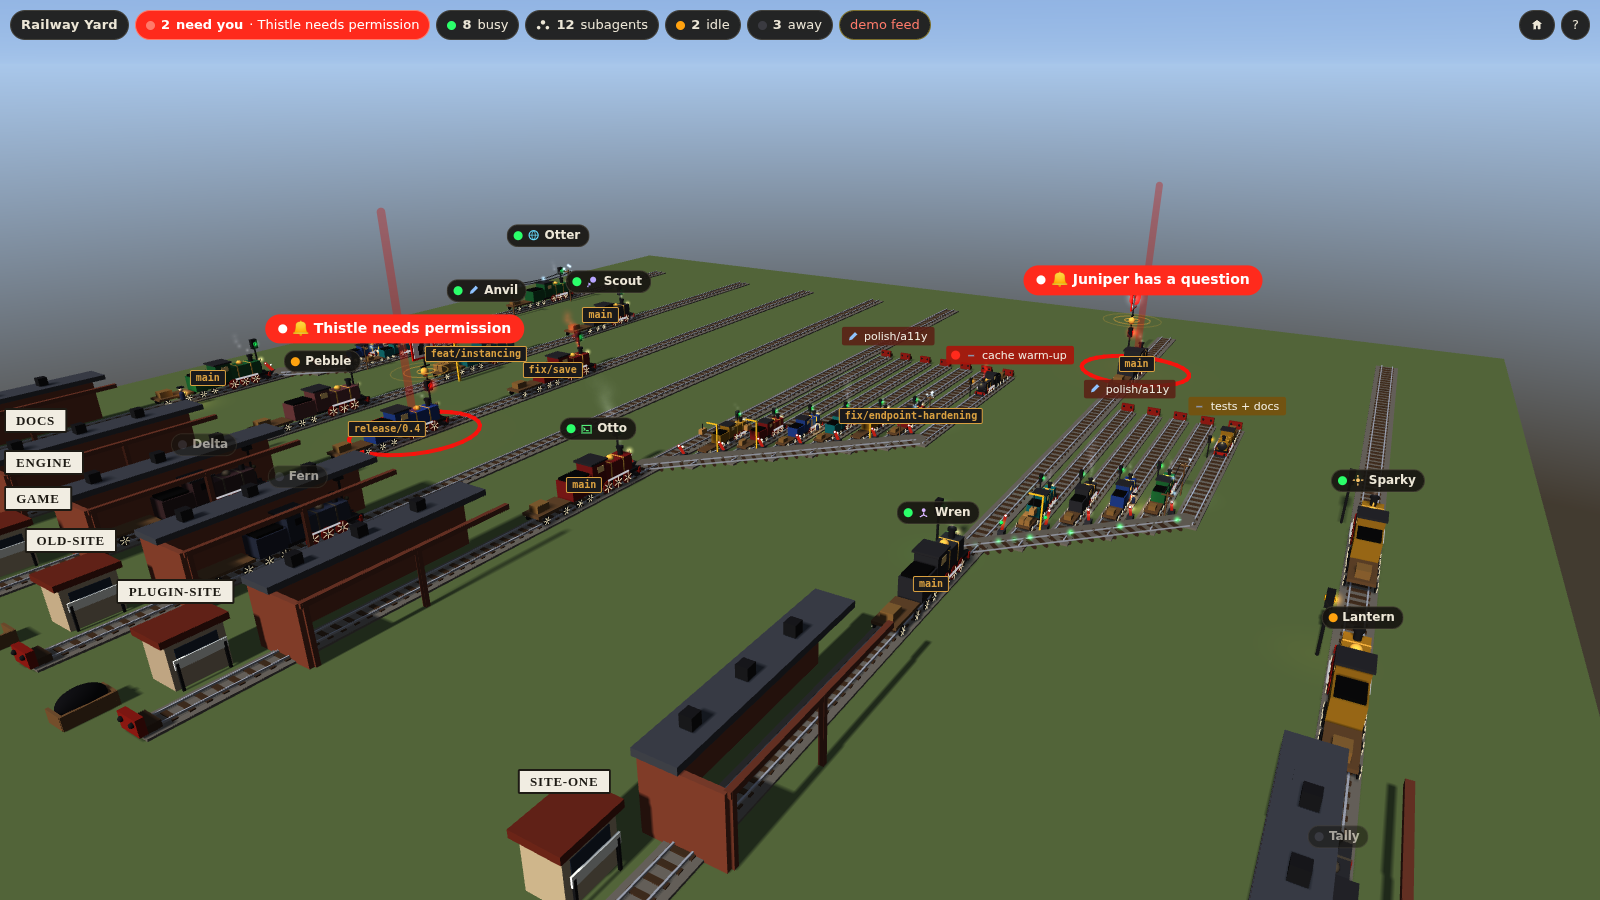 Railway Yard
2 need you · Thistle needs permission
8 busy
12 subagents
2 idle
3 away
demo feed
?
Otter
Anvil
Scout
Juniper has a question
main
Thistle needs permission
polish/a11y
feat/instancing
cache warm-up
Pebble
main
fix/save
main
polish/a11y
tests + docs
fix/endpoint-hardening
DOCS
release/0.4
Otto
Delta
ENGINE
Fern
main
Sparky
GAME
Wren
OLD-SITE
PLUGIN-SITE
main
Lantern
SITE-ONE
Tally